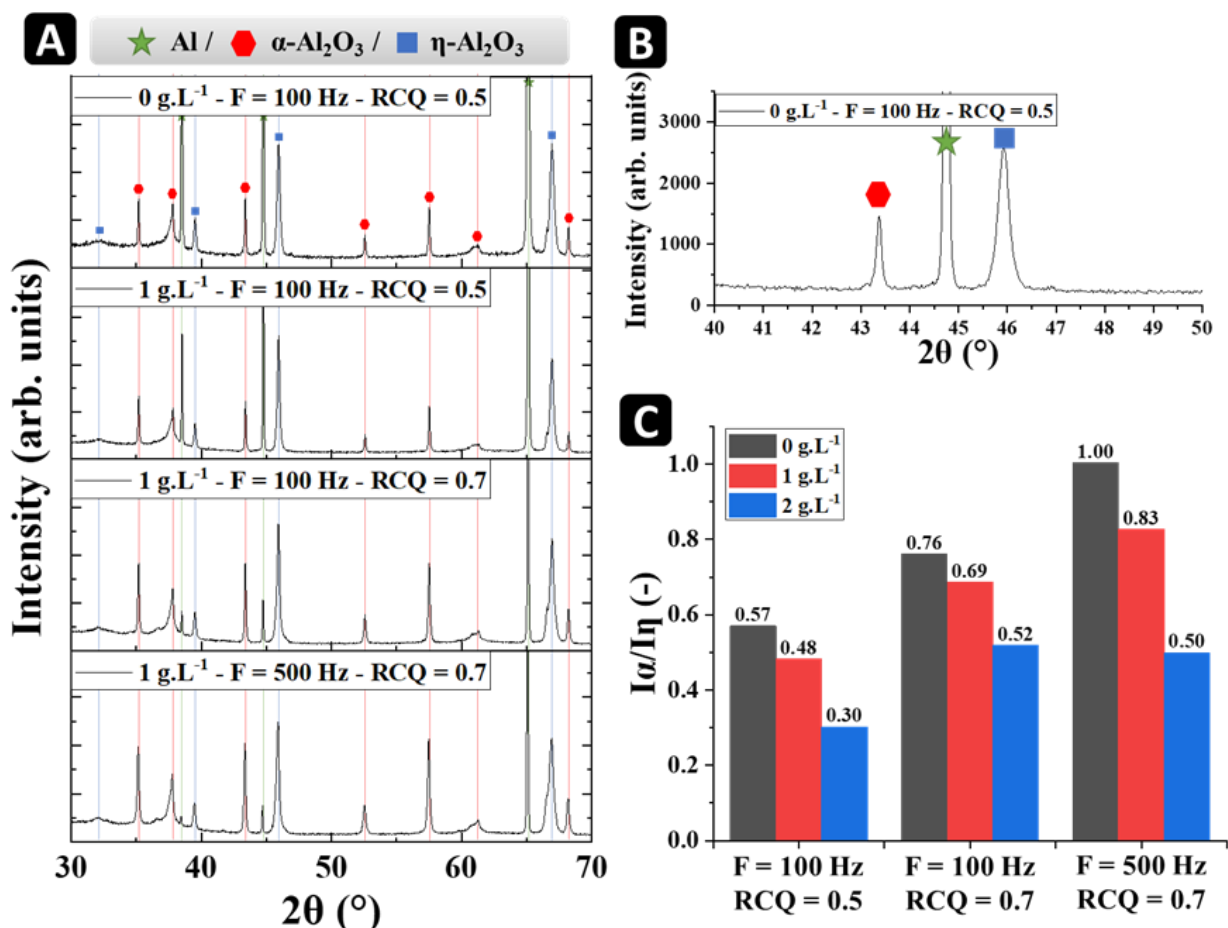 A
Al / α-Al₂O₃ / η-Al₂O₃
0 g.L⁻¹ - F = 100 Hz - RCQ = 0.5
1 g.L⁻¹ - F = 100 Hz - RCQ = 0.5
1 g.L⁻¹ - F = 100 Hz - RCQ = 0.7
1 g.L⁻¹ - F = 500 Hz - RCQ = 0.7
Intensity (arb. units)
30 40 50 60 70
2θ (°)
B
0 g.L⁻¹ - F = 100 Hz - RCQ = 0.5
Intensity (arb. units)
3000
2000
1000
0
40 41 42 43 44 45 46 47 48 49 50
2θ (°)
C
0 g.L⁻¹
1 g.L⁻¹
2 g.L⁻¹
Iα/Iη (-)
1.0
0.8
0.6
0.4
0.2
0.0
0.57 0.48 0.30
0.76 0.69 0.52
1.00 0.83 0.50
F = 100 Hz F = 100 Hz F = 500 Hz
RCQ = 0.5 RCQ = 0.7 RCQ = 0.7